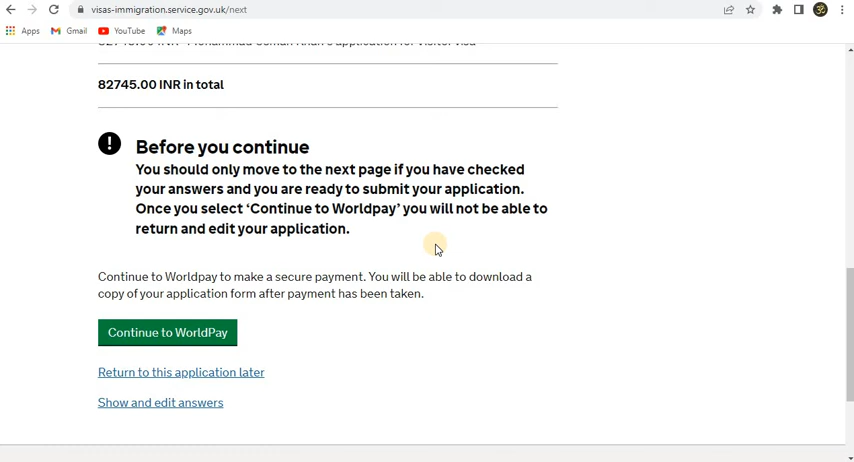 visas-immigration.service.gov.uk/next
Apps Gmail YouTube Maps
82745.00 INR in total
Before you continue
You should only move to the next page if you have checked
your answers and you are ready to submit your application.
Once you select ‘Continue to Worldpay’ you will not be able to
return and edit your application.
Continue to Worldpay to make a secure payment. You will be able to download a
copy of your application form after payment has been taken.
Continue to WorldPay
Return to this application later
Show and edit answers